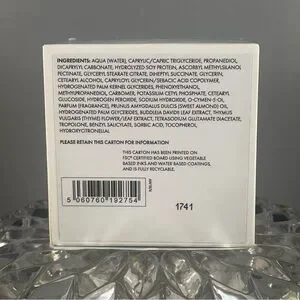 INGREDIENTS: AQUA (WATER), CAPRYLIC/CAPRIC TRIGLYCERIDE, PROPANEDIOL,
DICAPRYLYL CARBONATE, HYDROLYZED SOY PROTEIN, ASCORBYL METHYLSILANOL
PECTINATE, GLYCERYL STEARATE CITRATE, DIHEPTYL SUCCINATE, GLYCERIN,
CETEARYL ALCOHOL, CAPRYLOYL GLYCERIN/SEBACIC ACID COPOLYMER,
HYDROGENATED PALM KERNEL GLYCERIDES, PHENOXYETHANOL,
METHYLPROPANEDIOL, CARBOMER, POTASSIUM CETYL PHOSPHATE, CETEARYL
GLUCOSIDE, HYDROGEN PEROXIDE, SODIUM HYDROXIDE, O-CYMEN-5-OL,
PARFUM (FRAGRANCE), PRUNUS AMYGDALUS DULCIS (SWEET ALMOND) OIL,
HYDROGENATED PALM GLYCERIDES, BUDDLEJA DAVIDII LEAF EXTRACT, THYMUS
VULGARIS (THYME) FLOWER/LEAF EXTRACT, TETRASODIUM GLUTAMATE DIACETATE,
TROPOLONE, BENZYL SALICYLATE, SORBIC ACID, TOCOPHEROL,
HYDROXYCITRONELLAL
PLEASE RETAIN THIS CARTON FOR INFORMATION
THIS CARTON HAS BEEN PRINTED ON
FSC® CERTIFIED BOARD USING VEGETABLE
BASED INKS AND WATER BASED COATINGS,
AND IS FULLY RECYCLABLE.
5 060760 192754
1741